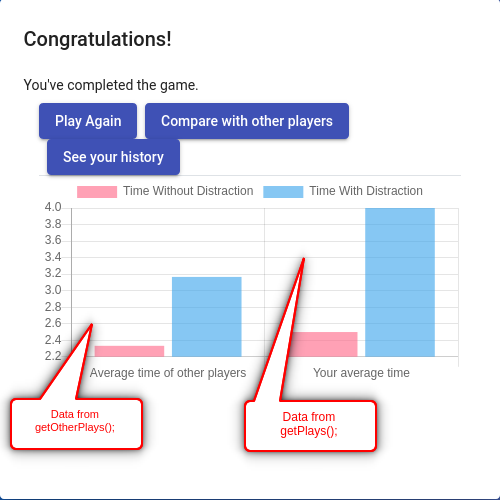 Congratulations!
You've completed the game.
Play Again
Compare with other players
See your history
Time Without Distraction
Time With Distraction
4.0
3.8
3.6
3.4
3.2
3.0
2.8
2.6
2.4
2.2
Average time of other players
Your average time
Data from
getOtherPlays();
Data from
getPlays();